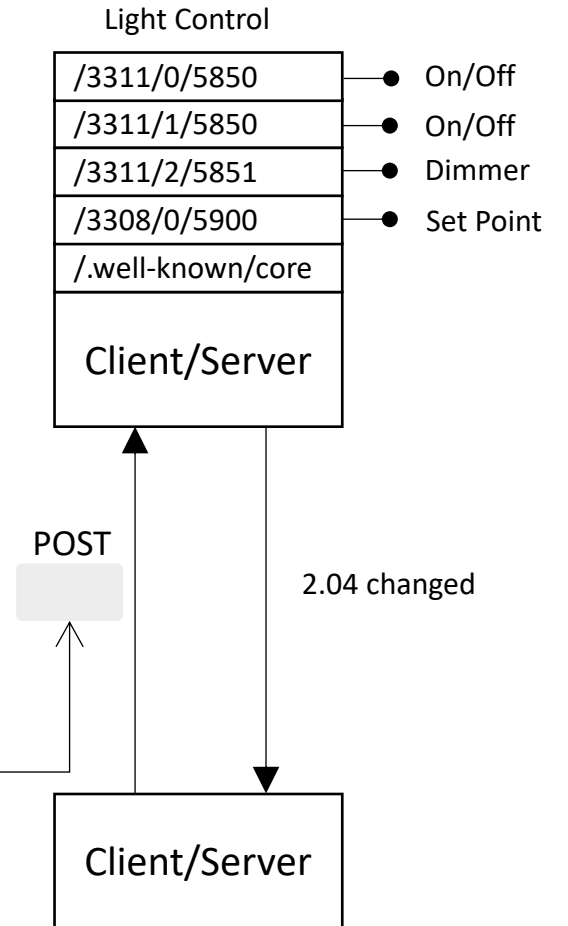 Light Control
/3311/0/5850 On/Off
/3311/1/5850 On/Off
/3311/2/5851 Dimmer
/3308/0/5900 Set Point
/.well-known/core
Client/Server
POST
2.04 changed
Client/Server